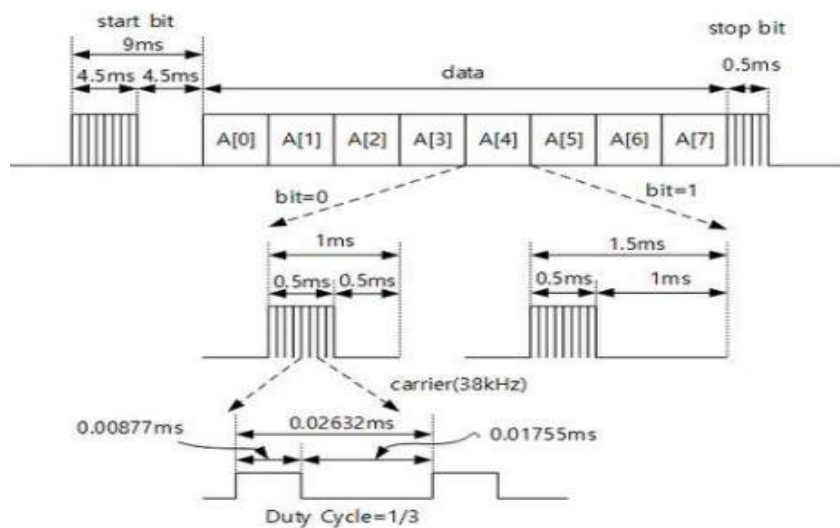 start bit
stop bit
9ms
4.5ms 4.5ms
data
0.5ms
A[0] A[1] A[2] A[3] A[4] A[5] A[6] A[7]
bit=0
bit=1
1ms
1.5ms
0.5ms 0.5ms
0.5ms 1ms
carrier(38kHz)
0.00877ms
0.02632ms
0.01755ms
Duty Cycle=1/3